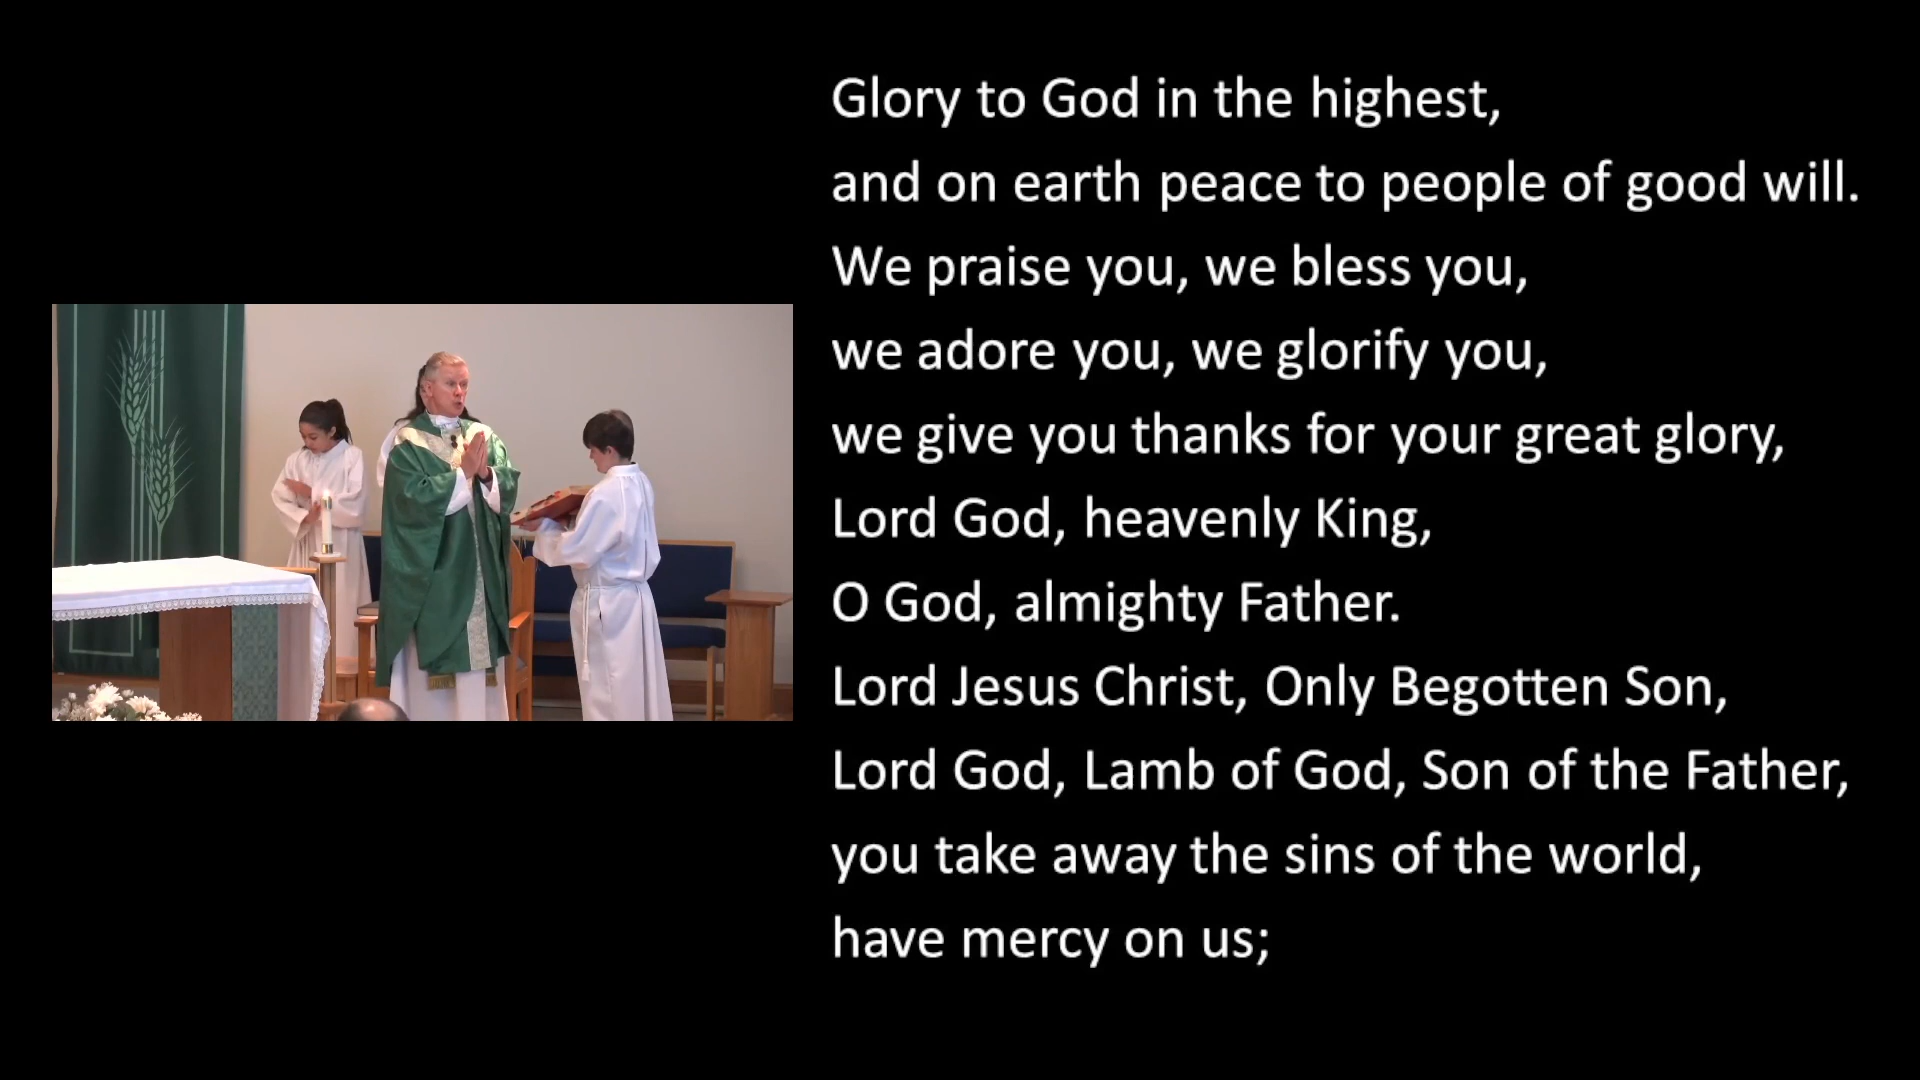 Glory to God in the highest,
and on earth peace to people of good will.
We praise you, we bless you,
we adore you, we glorify you,
we give you thanks for your great glory,
Lord God, heavenly King,
O God, almighty Father.
Lord Jesus Christ, Only Begotten Son,
Lord God, Lamb of God, Son of the Father,
you take away the sins of the world,
have mercy on us;